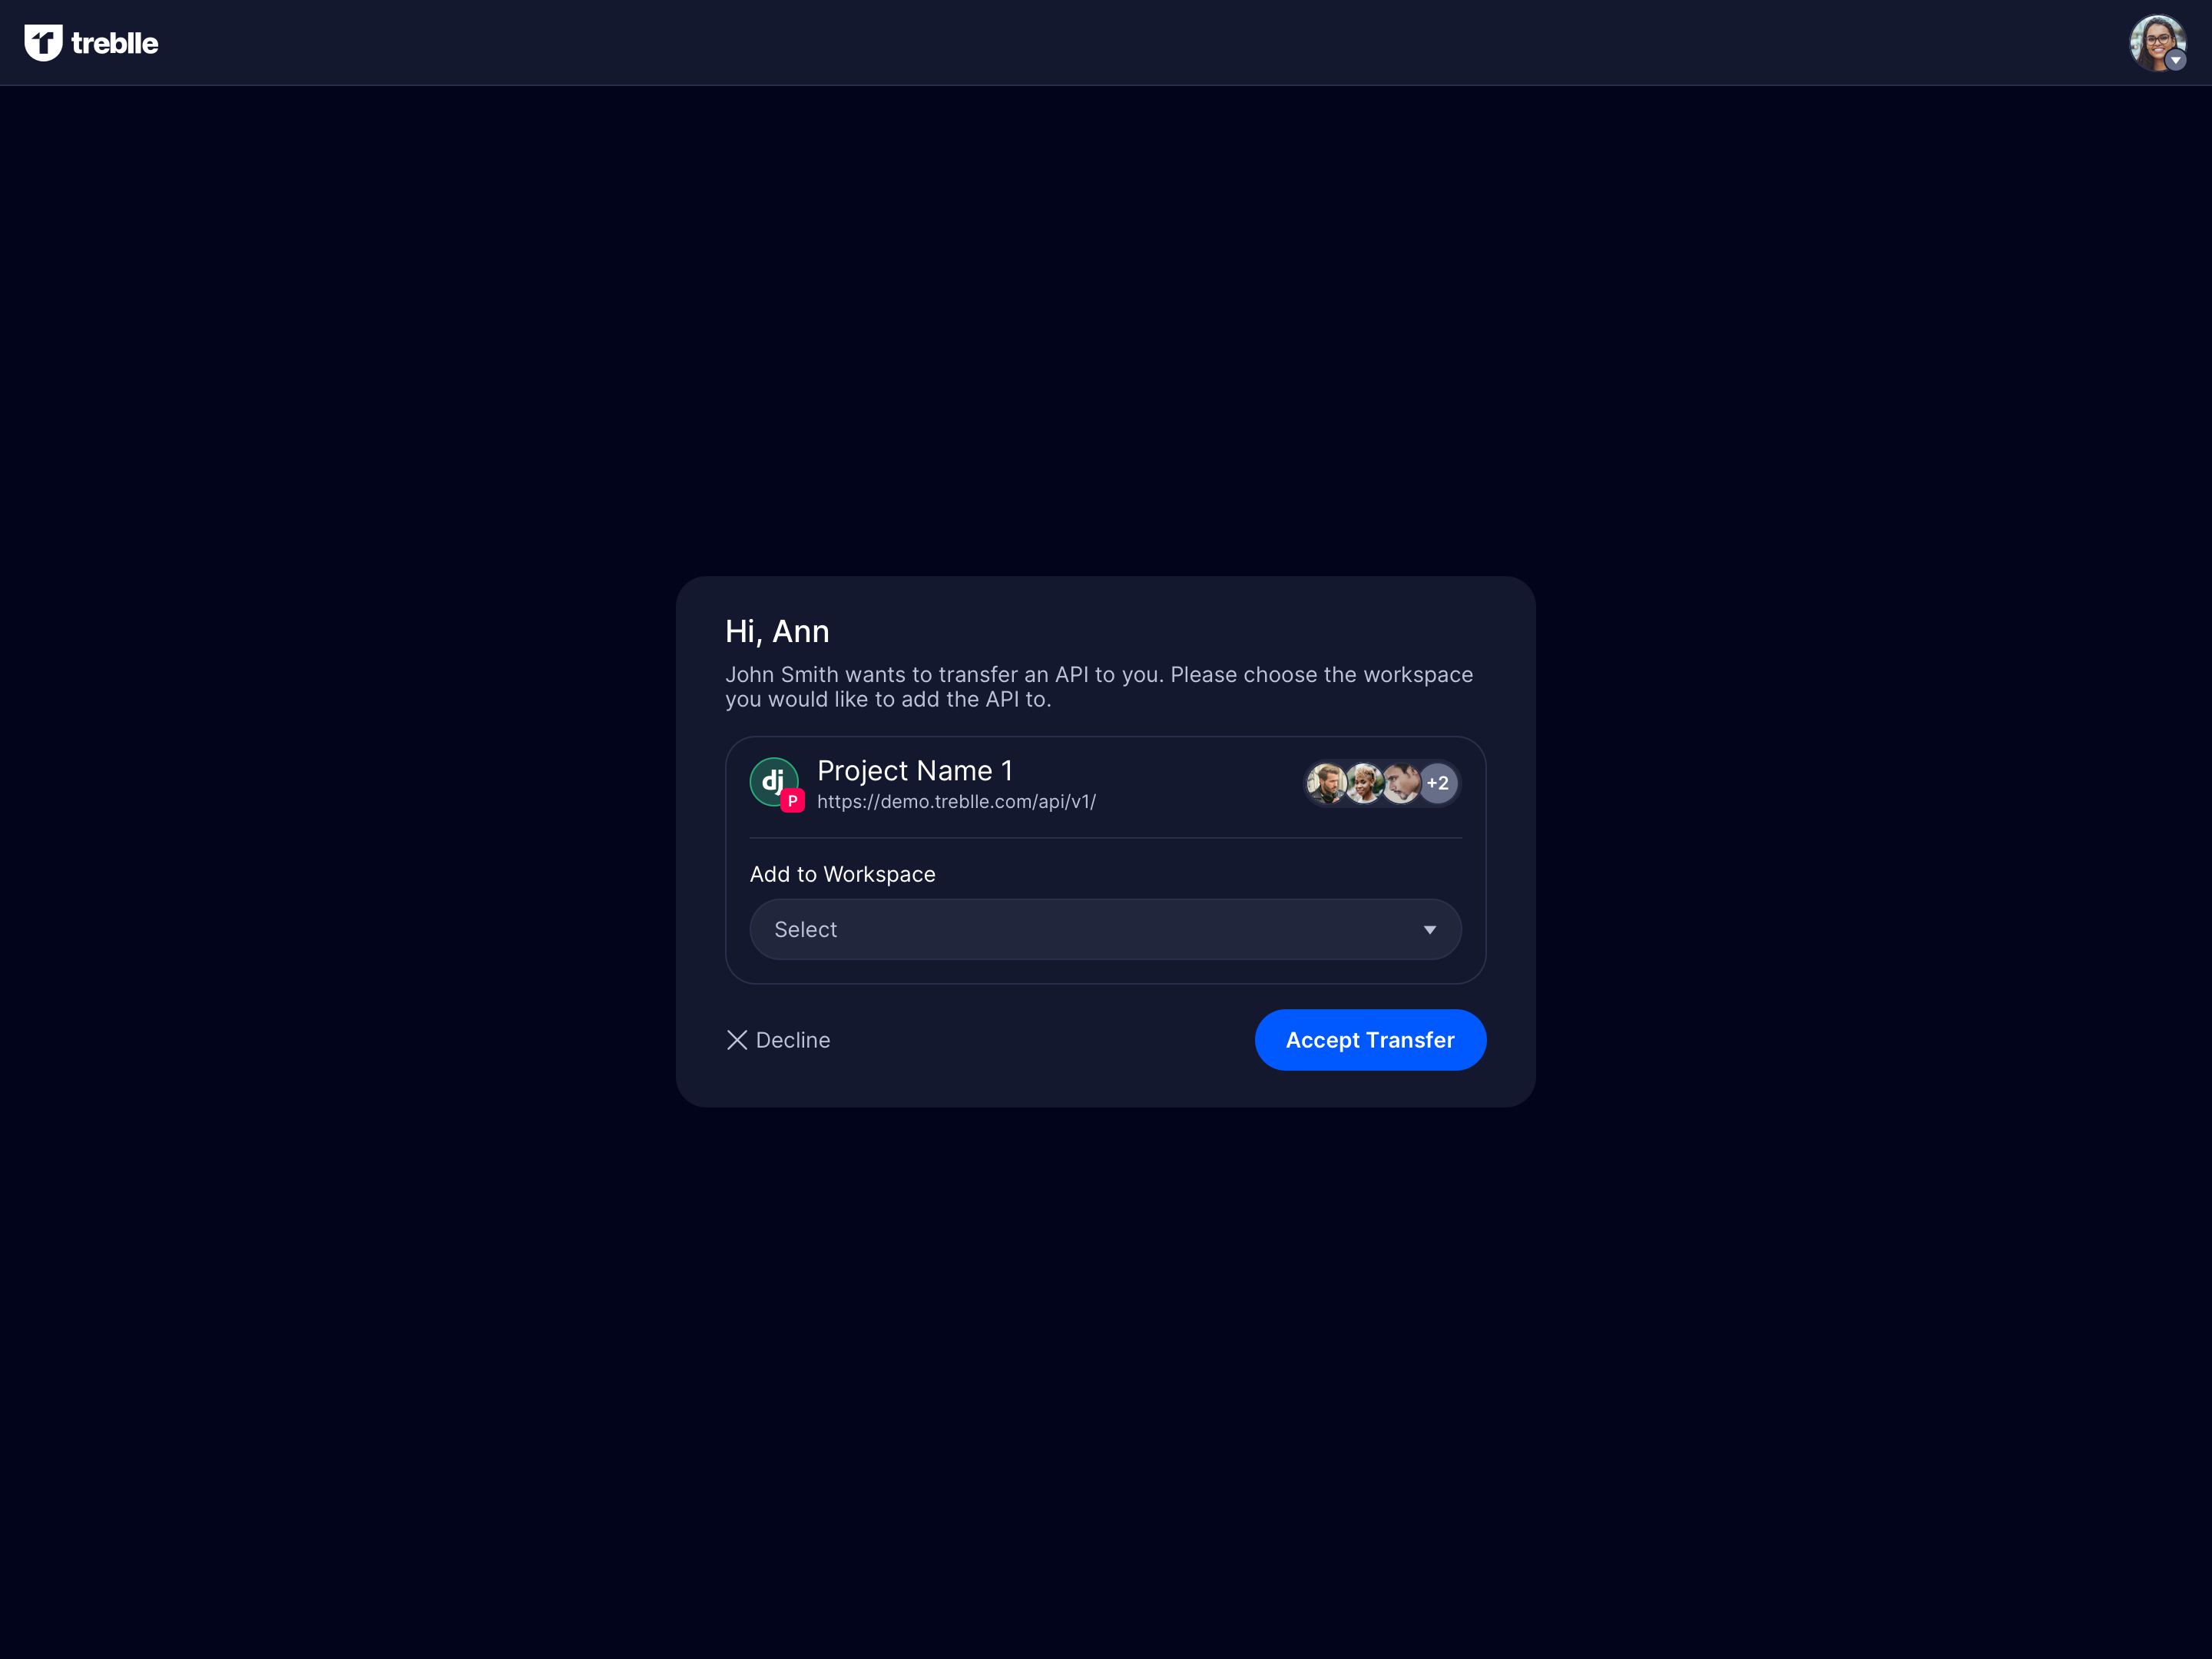 treblle
Hi, Ann
John Smith wants to transfer an API to you. Please choose the workspace
you would like to add the API to.
dj
P
Project Name 1
https://demo.treblle.com/api/v1/
+2
Add to Workspace
Select
Decline
Accept Transfer